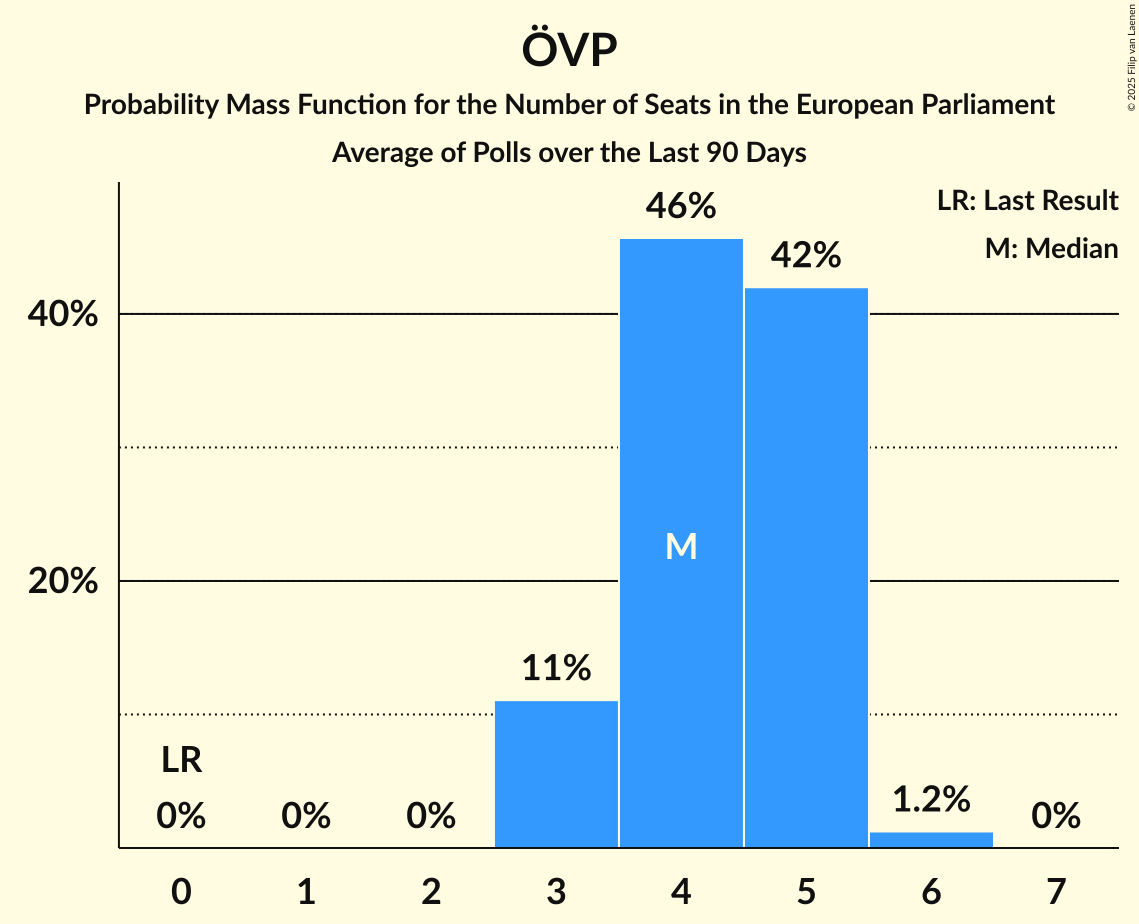 ÖVP
Probability Mass Function for the Number of Seats in the European Parliament
Average of Polls over the Last 90 Days
© 2025 Filip van Laenen
LR: Last Result
M: Median
46%
42%
40%
M
20%
11%
LR
0%
0%
0%
1.2%
0%
0
1
2
3
4
5
6
7